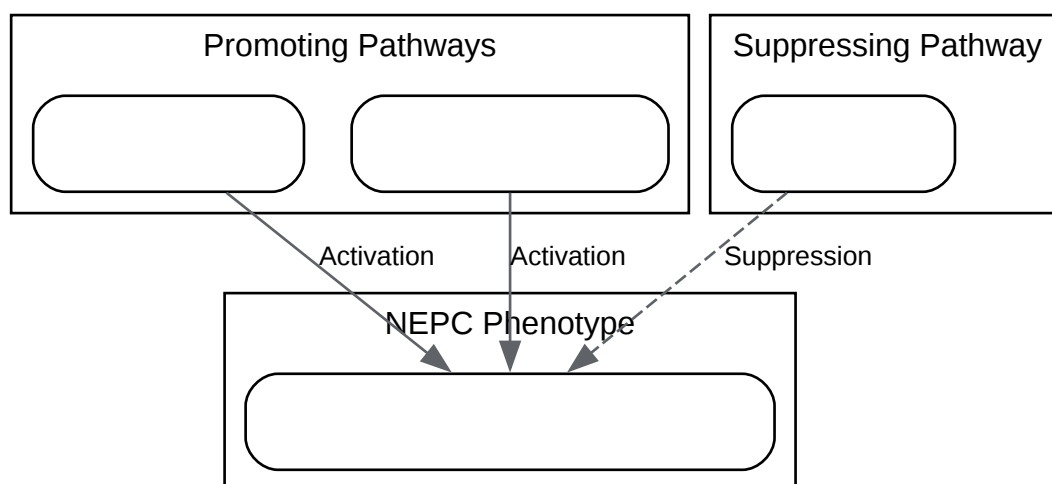 Promoting Pathways
Suppressing Pathway
Activation
Activation
Suppression
NEPC Phenotype